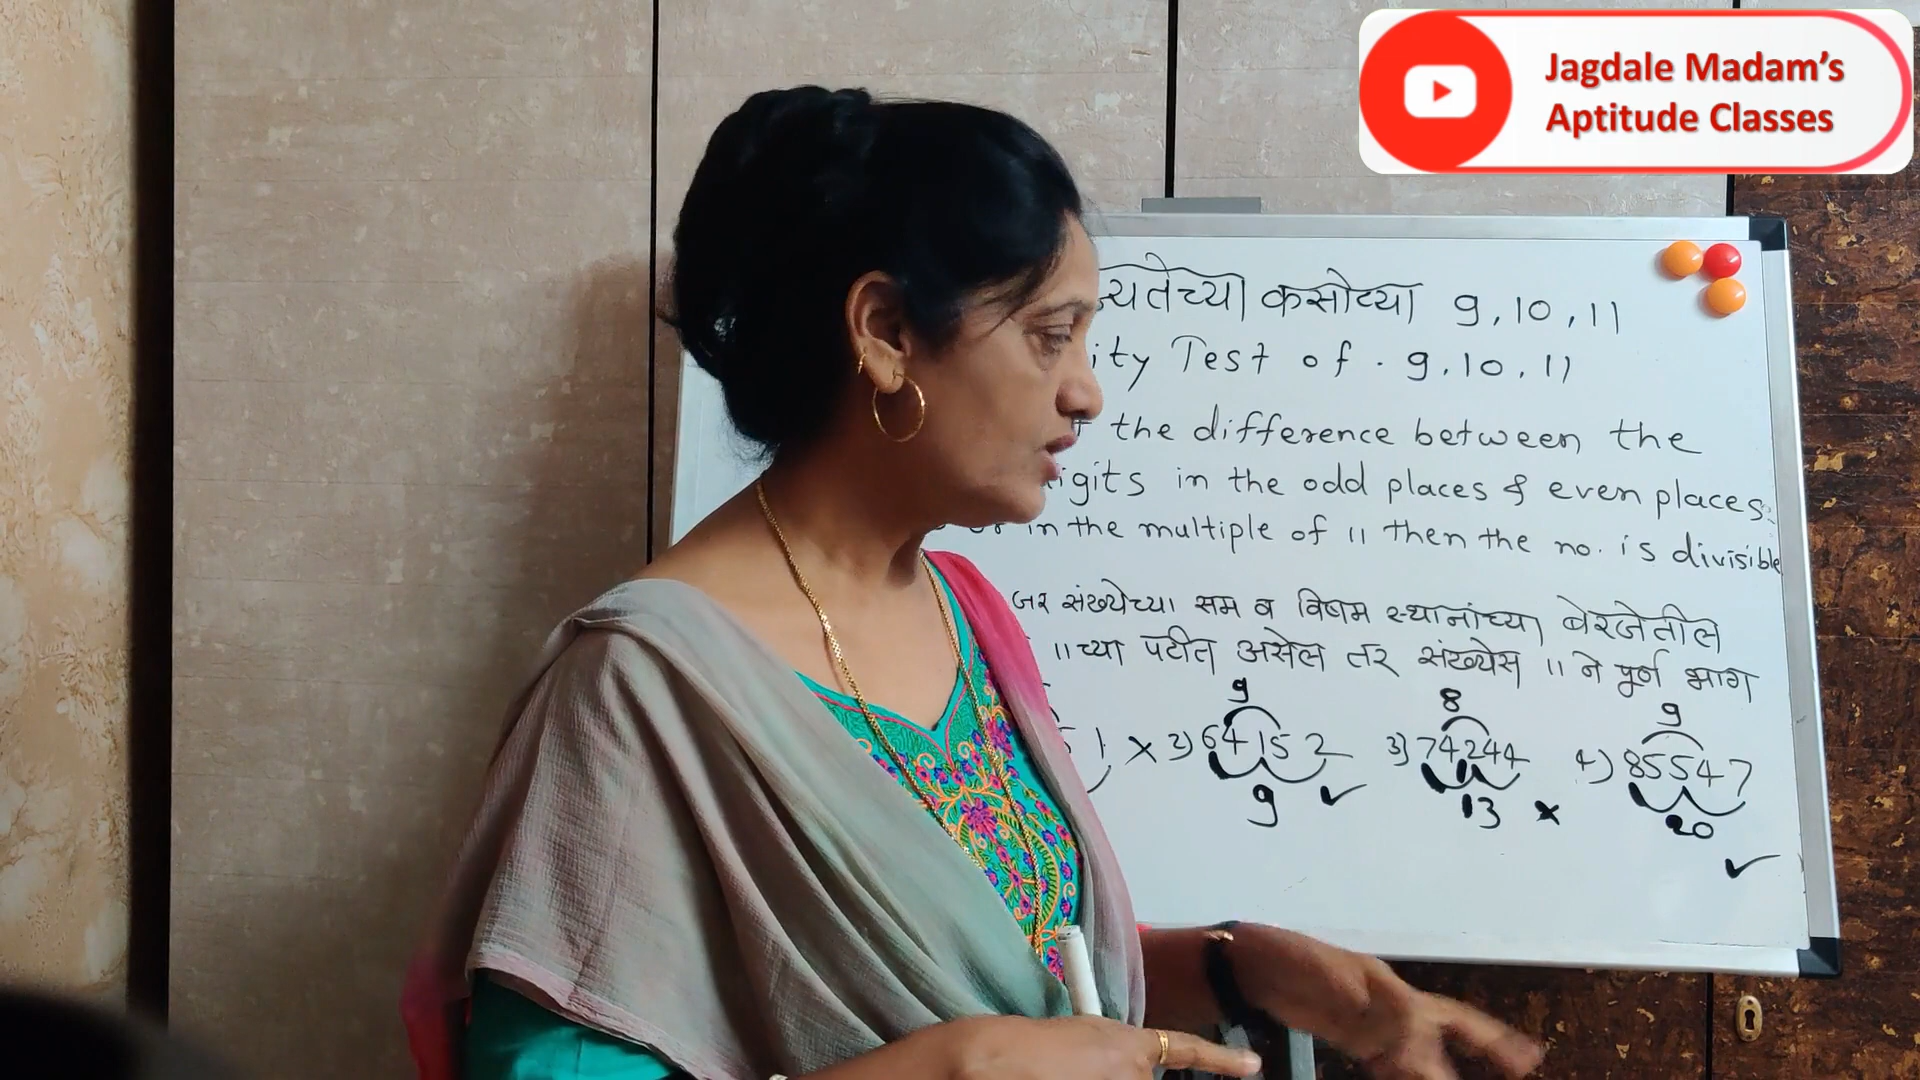 Jagdale Madam's
Aptitude Classes
कसोट्या 9, 10, 11
Test of . 9, 10, 11
the difference between the
in the odd places & even places.
in the multiple of 11 then the no. is divisible
जर संख्येच्या सम व विषम स्थानांच्या बेरजेतील
11च्या पटीत असेल तर संख्येस 11 ने पूर्ण भाग
9 8 9
1 × 2) 64152 3) 74244 4) 85547
9 ✓ 13 × 20
✓